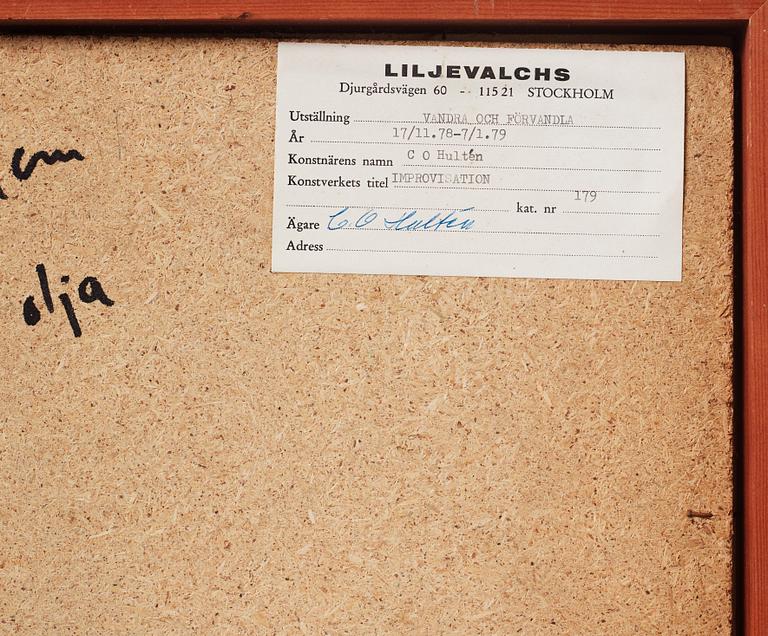 LILJEVALCHS
Djurgårdsvägen 60 - 115 21 STOCKHOLM
Utställning VANDRA OCH FÖRVANDLA
År 17/11.78-7/1.79
Konstnärens namn C O Hultén
Konstverkets titel IMPROVISATION
kat. nr 179
Ägare C O Hultén
Adress
cm
olja